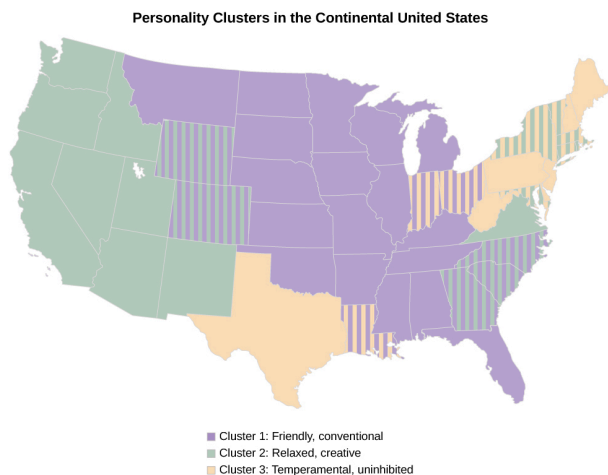 Personality Clusters in the Continental United States
Cluster 1: Friendly, conventional
Cluster 2: Relaxed, creative
Cluster 3: Temperamental, uninhibited